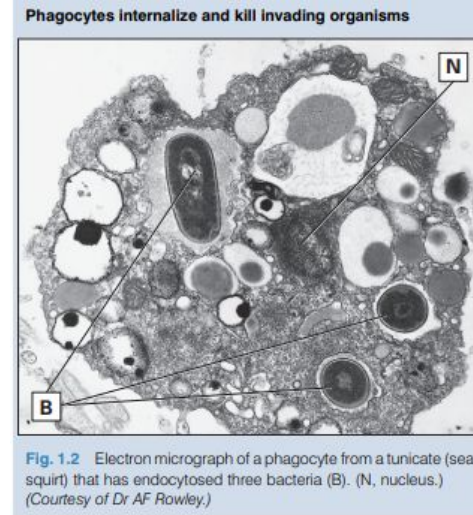 Phagocytes internalize and kill invading organisms
N
B
Fig. 1.2 Electron micrograph of a phagocyte from a tunicate (sea
squirt) that has endocytosed three bacteria (B). (N, nucleus.)
(Courtesy of Dr AF Rowley.)